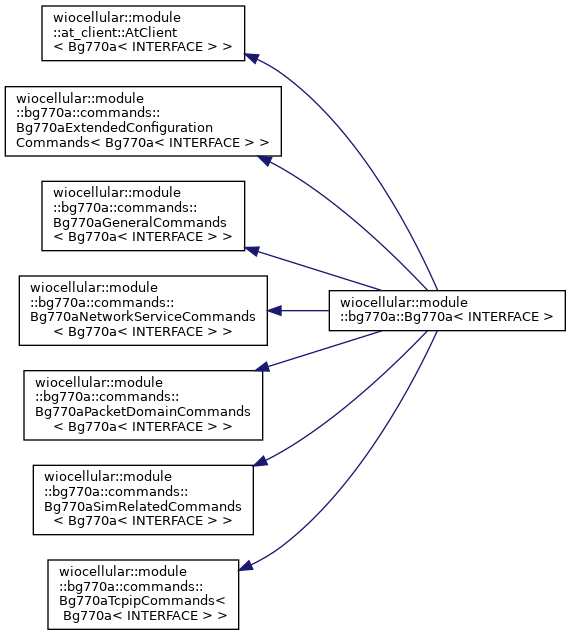 wiocellular::module
::at_client::AtClient
< Bg770a< INTERFACE > >
wiocellular::module
::bg770a::commands::
Bg770aExtendedConfiguration
Commands< Bg770a< INTERFACE > >
wiocellular::module
::bg770a::commands::
Bg770aGeneralCommands
< Bg770a< INTERFACE > >
wiocellular::module
::bg770a::commands::
Bg770aNetworkServiceCommands
< Bg770a< INTERFACE > >
wiocellular::module
::bg770a::Bg770a< INTERFACE >
wiocellular::module
::bg770a::commands::
Bg770aPacketDomainCommands
< Bg770a< INTERFACE > >
wiocellular::module
::bg770a::commands::
Bg770aSimRelatedCommands
< Bg770a< INTERFACE > >
wiocellular::module
::bg770a::commands::
Bg770aTcpipCommands<
Bg770a< INTERFACE > >